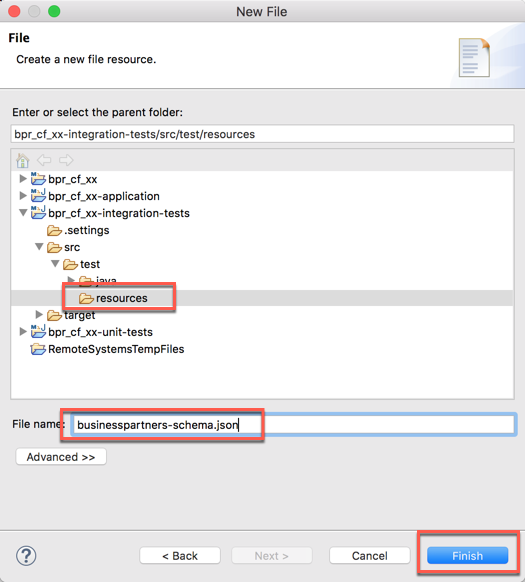 New File
File
Create a new file resource.
Enter or select the parent folder:
bpr_cf_xx-integration-tests/src/test/resources
bpr_cf_xx
bpr_cf_xx-application
bpr_cf_xx-integration-tests
.settings
src
test
java
resources
target
bpr_cf_xx-unit-tests
RemoteSystemsTempFiles
File name: businesspartners-schema.json
Advanced >>
? < Back Next > Cancel Finish